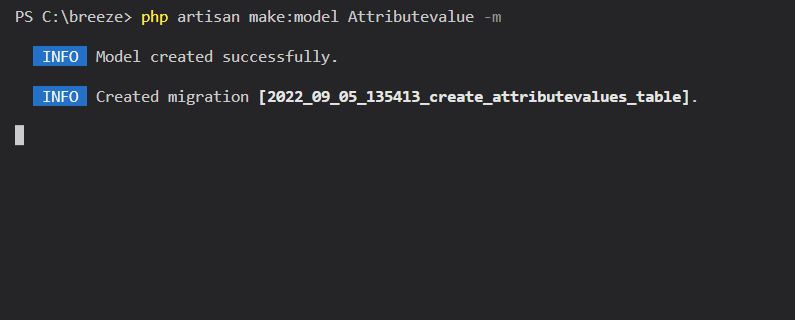 PS C:\breeze> php artisan make:model Attributevalue -m
INFO Model created successfully.
INFO Created migration [2022_09_05_135413_create_attributevalues_table].